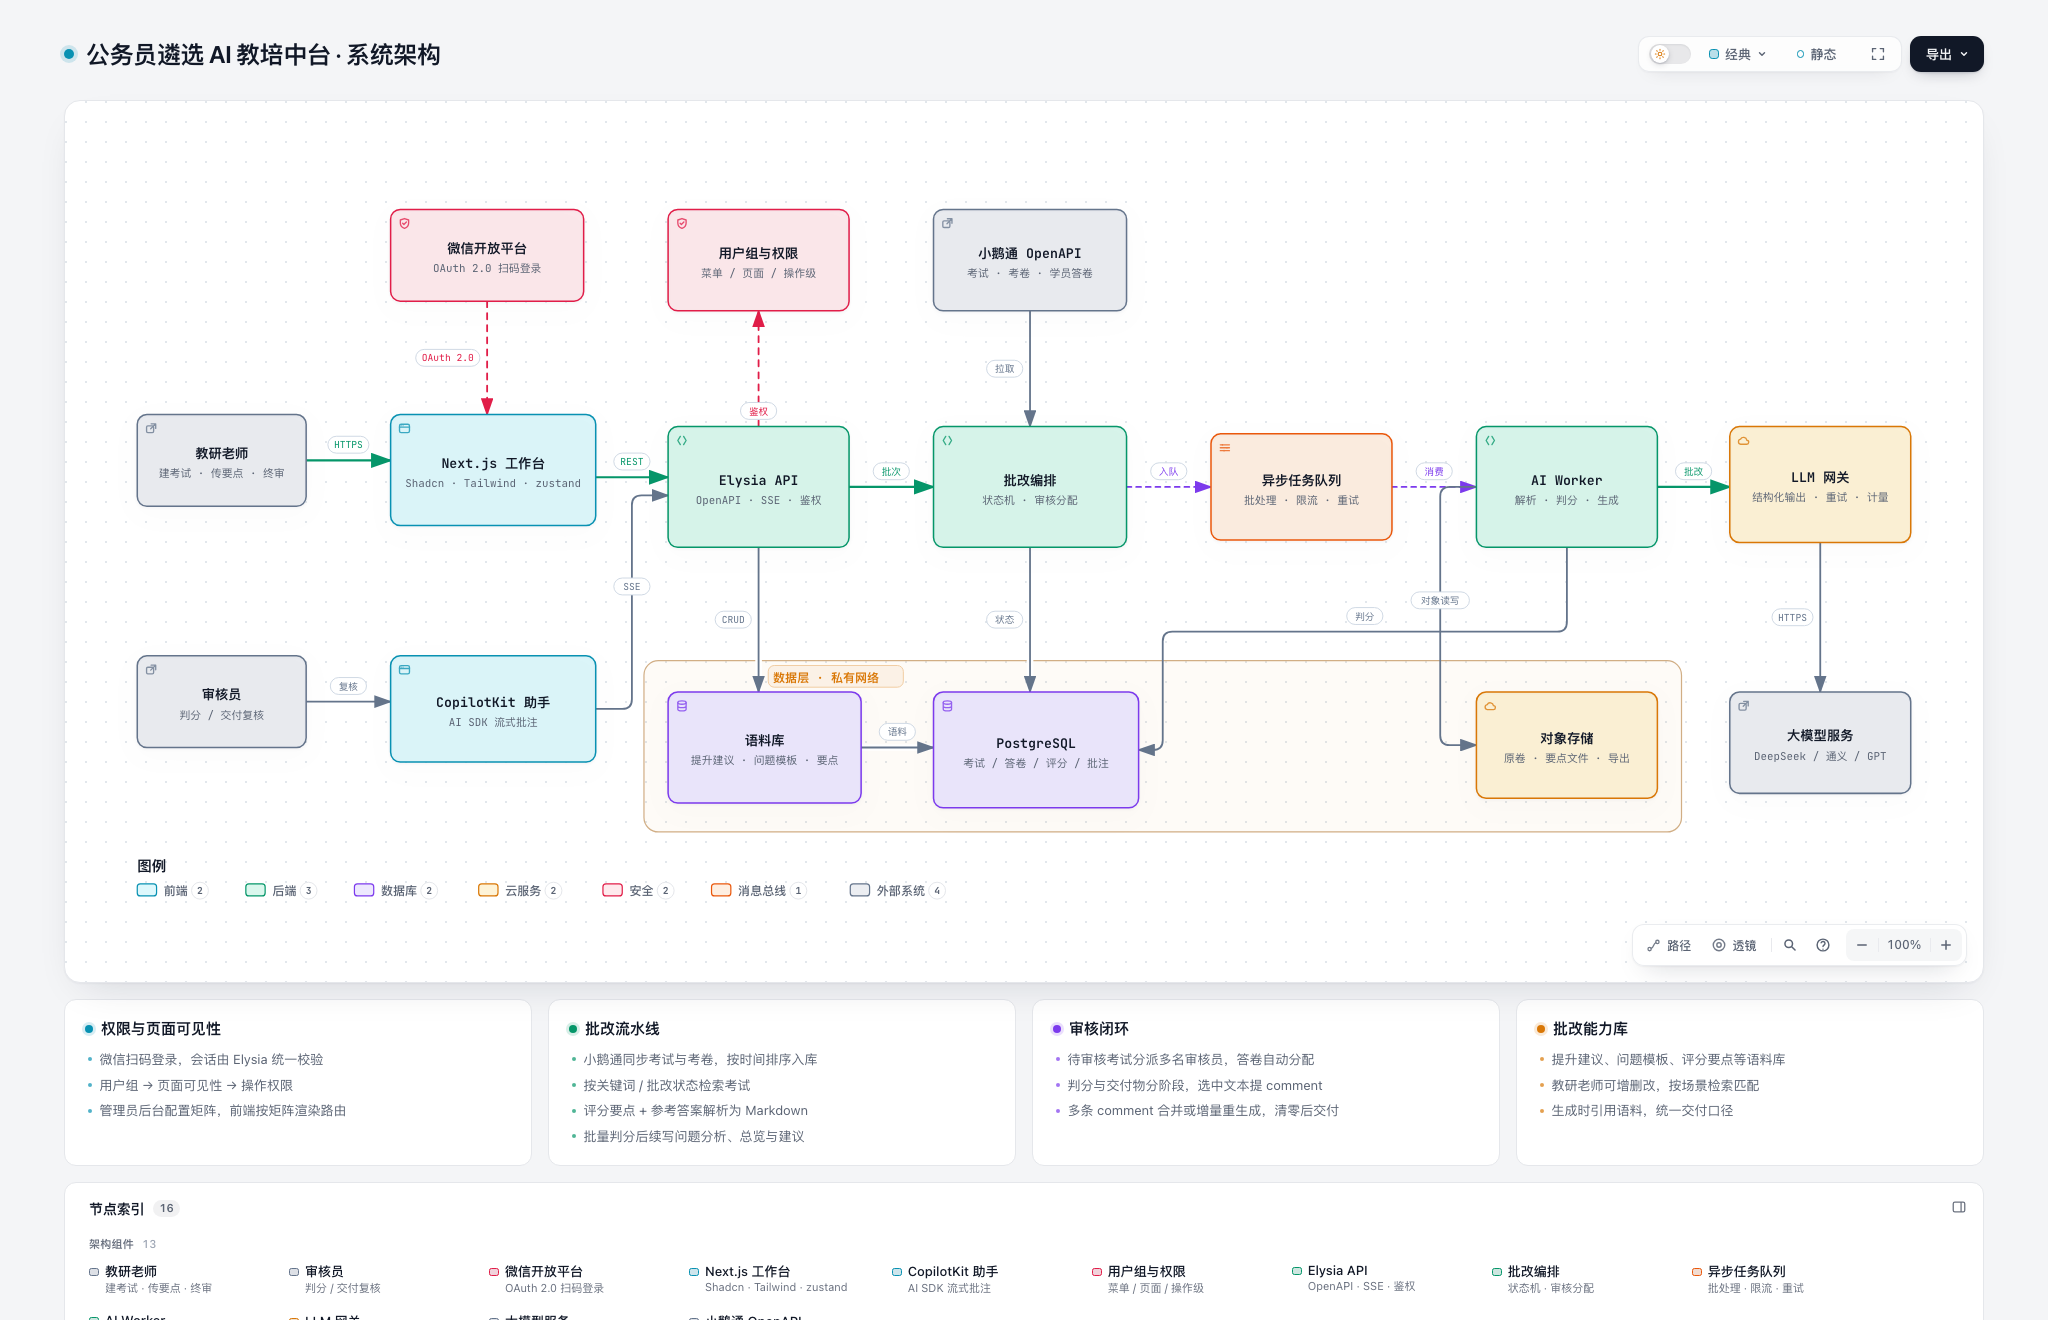 公务员遴选 AI 教培中台 · 系统架构
经典
静态
导出
微信开放平台
OAuth 2.0 扫码登录
用户组与权限
菜单 / 页面 / 操作级
小鹅通 OpenAPI
考试 · 考卷 · 学员答卷
OAuth 2.0
拉取
鉴权
教研老师
建考试 · 传要点 · 终审
HTTPS
Next.js 工作台
Shadcn · Tailwind · zustand
REST
Elysia API
OpenAPI · SSE · 鉴权
批次
批改编排
状态机 · 审核分配
入队
异步任务队列
批处理 · 限流 · 重试
消费
AI Worker
解析 · 判分 · 生成
批改
LLM 网关
结构化输出 · 重试 · 计量
SSE
CRUD
状态
判分
对象读写
HTTPS
审核员
判分 / 交付复核
复核
CopilotKit 助手
AI SDK 流式批注
数据层 · 私有网络
语料库
提升建议 · 问题模板 · 要点
语料
PostgreSQL
考试 / 答卷 / 评分 / 批注
对象存储
原卷 · 要点文件 · 导出
大模型服务
DeepSeek / 通义 / GPT
图例
前端 2
后端 3
数据库 2
云服务 2
安全 2
消息总线 1
外部系统 4
路径
透镜
100%
权限与页面可见性
微信扫码登录，会话由 Elysia 统一校验
用户组 → 页面可见性 → 操作权限
管理员后台配置矩阵，前端按矩阵渲染路由
批改流水线
小鹅通同步考试与考卷，按时间排序入库
按关键词 / 批改状态检索考试
评分要点 + 参考答案解析为 Markdown
批量判分后续写问题分析、总览与建议
审核闭环
待审核考试分派多名审核员，答卷自动分配
判分与交付物分阶段，选中文本提 comment
多条 comment 合并或增量重生成，清零后交付
批改能力库
提升建议、问题模板、评分要点等语料库
教研老师可增删改，按场景检索匹配
生成时引用语料，统一交付口径
节点索引 16
架构组件 13
教研老师
建考试 · 传要点 · 终审
审核员
判分 / 交付复核
微信开放平台
OAuth 2.0 扫码登录
Next.js 工作台
Shadcn · Tailwind · zustand
CopilotKit 助手
AI SDK 流式批注
用户组与权限
菜单 / 页面 / 操作级
Elysia API
OpenAPI · SSE · 鉴权
批改编排
状态机 · 审核分配
异步任务队列
批处理 · 限流 · 重试
AI Worker
LLM 网关
大模型服务
小鹅通 OpenAPI